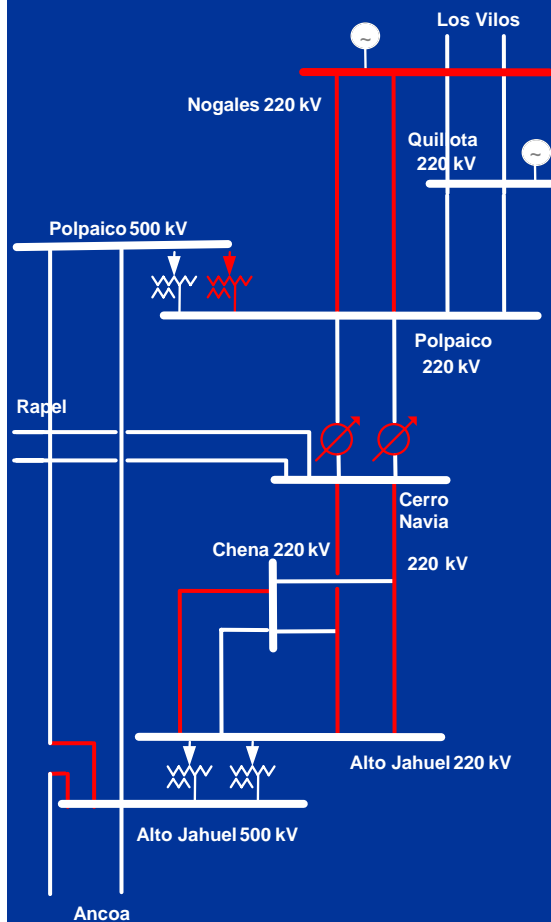 Los Vilos
~
Nogales 220 kV
Quillota
220 kV
~
Polpaico 500 kV
Polpaico
220 kV
Rapel
Cerro
Navia
Chena 220 kV
220 kV
Alto Jahuel 220 kV
Alto Jahuel 500 kV
Ancoa